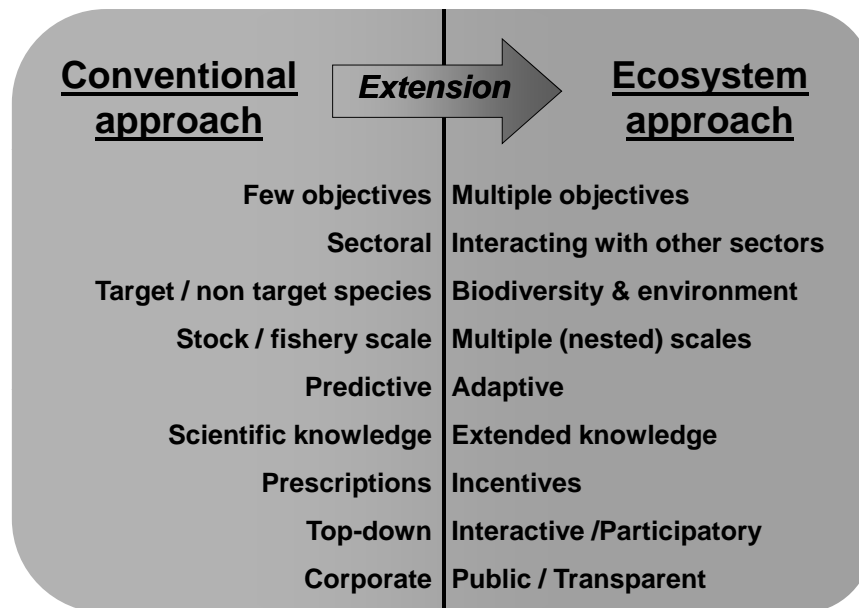 Conventional approach
Extension
Ecosystem approach
Few objectives Multiple objectives
Sectoral Interacting with other sectors
Target / non target species Biodiversity & environment
Stock / fishery scale Multiple (nested) scales
Predictive Adaptive
Scientific knowledge Extended knowledge
Prescriptions Incentives
Top-down Interactive /Participatory
Corporate Public / Transparent